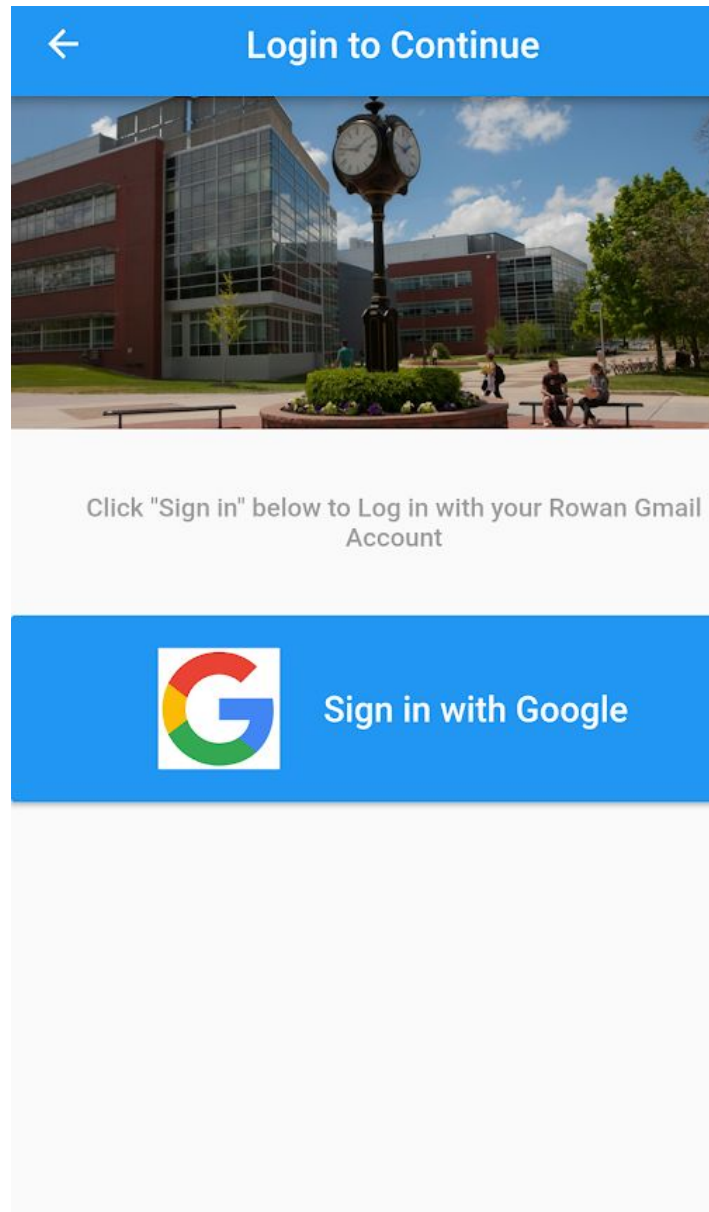 Login to Continue
Click "Sign in" below to Log in with your Rowan Gmail
Account
Sign in with Google